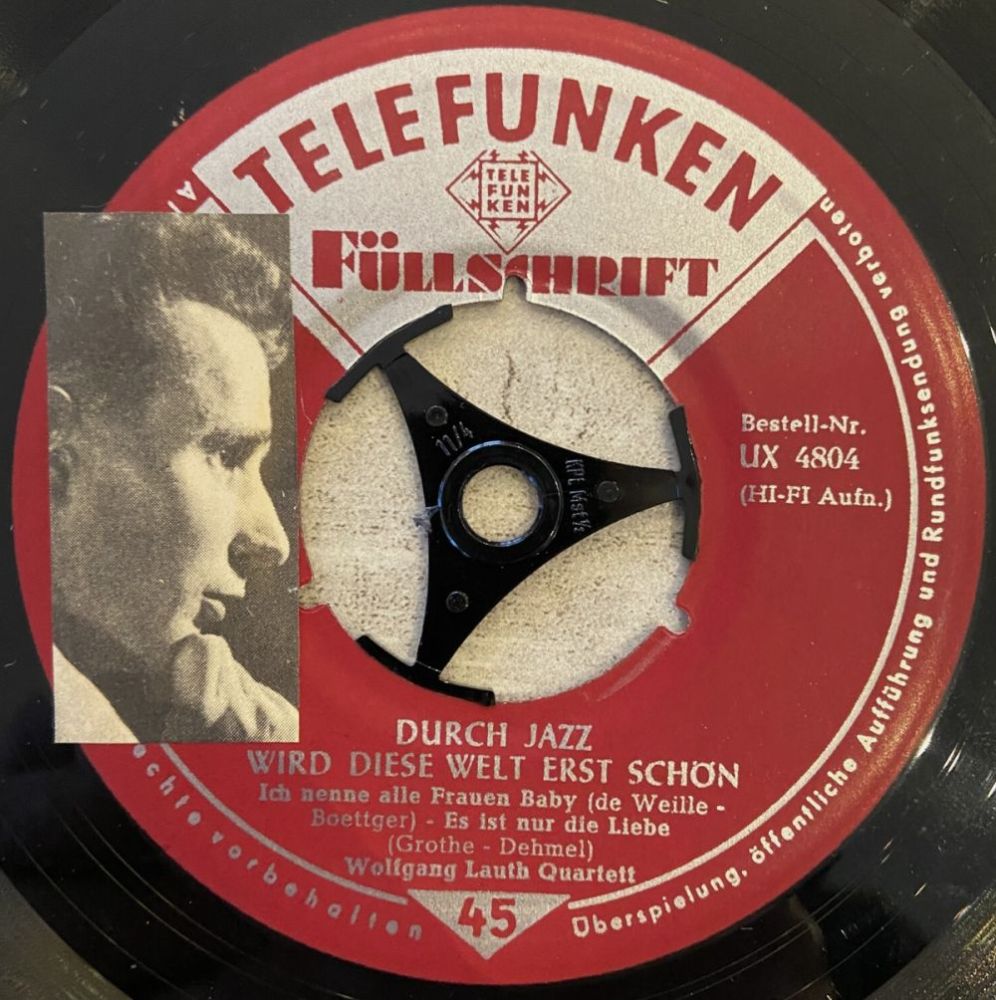 TELEFUNKEN
TELE
FUN
KEN
FÜLLSCHRIFT
Bestell-Nr.
UX 4804
(HI-FI Aufn.)
11/4
DURCH JAZZ
WIRD DIESE WELT ERST SCHÖN
Ich nenne alle Frauen Baby (de Weille -
Boettger) - Es ist nur die Liebe
(Grothe - Dehmel)
Wolfgang Lauth Quartett
45
vorbehalten
Überspielung, öffentliche Aufführung und Rundfunksendung verboten